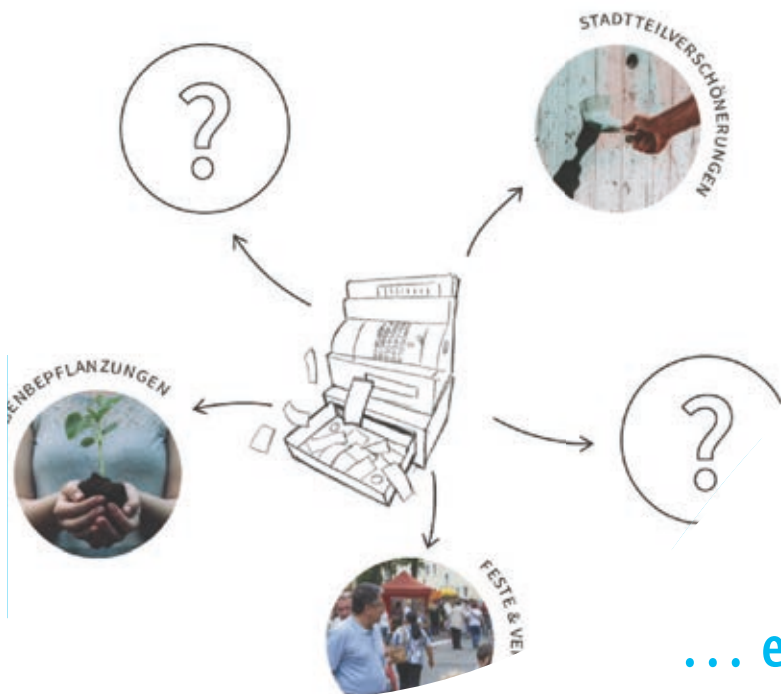 ?
STADTTEILVERSCHÖNERUNGEN
ENBEPFLANZUNGEN
?
FESTE & VE
... e